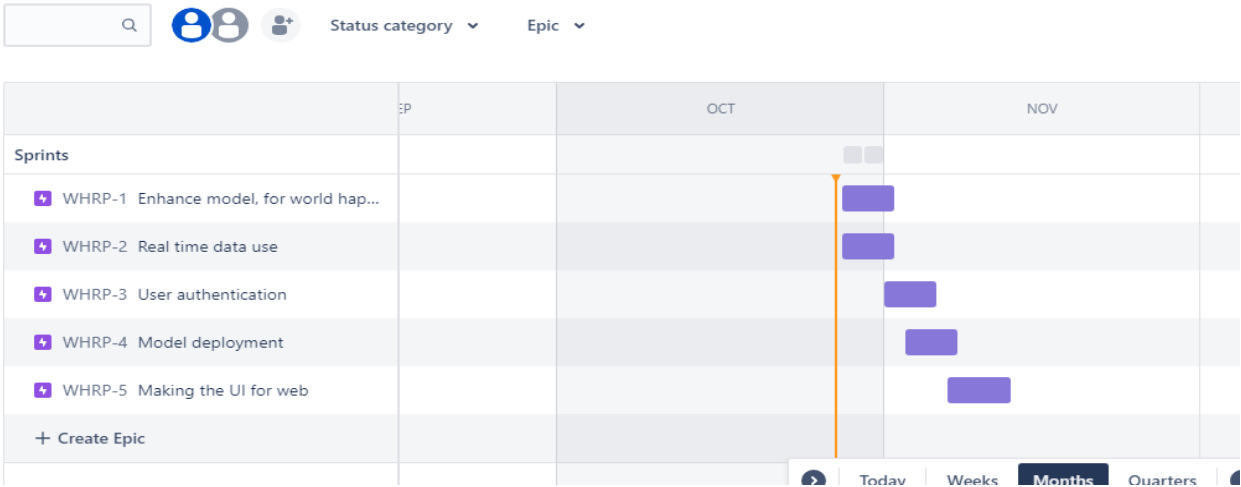 Status category
Epic
EP
OCT
NOV
Sprints
WHRP-1 Enhance model, for world hap...
WHRP-2 Real time data use
WHRP-3 User authentication
WHRP-4 Model deployment
WHRP-5 Making the UI for web
+ Create Epic
Today Weeks Months Quarters